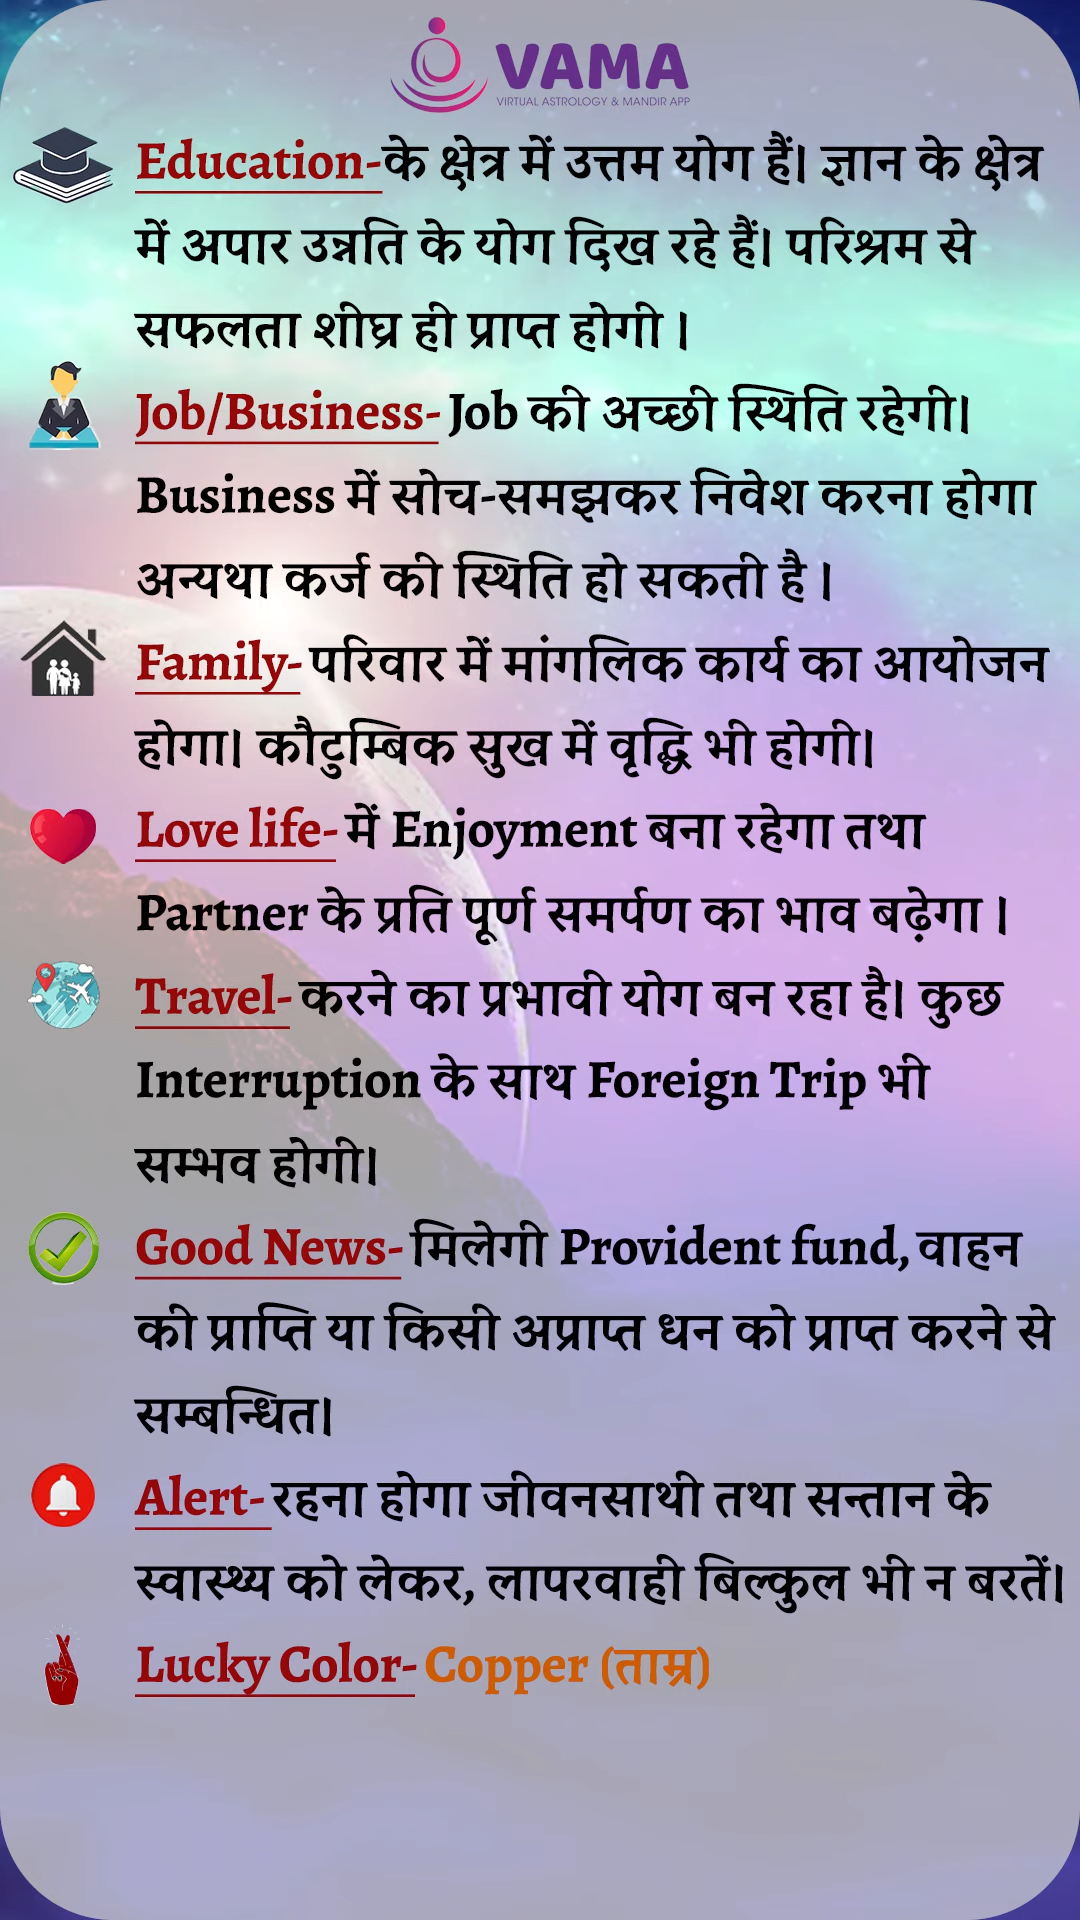 VAMA
VIRTUAL ASTROLOGY & MANDIR APP
Education-के क्षेत्र में उत्तम योग हैं। ज्ञान के क्षेत्र
में अपार उन्नति के योग दिख रहे हैं। परिश्रम से
सफलता शीघ्र ही प्राप्त होगी ।
Job/Business- Job की अच्छी स्थिति रहेगी।
Business में सोच-समझकर निवेश करना होगा
अन्यथा कर्ज की स्थिति हो सकती है ।
Family- परिवार में मांगलिक कार्य का आयोजन
होगा। कौटुम्बिक सुख में वृद्धि भी होगी।
Love life- में Enjoyment बना रहेगा तथा
Partner के प्रति पूर्ण समर्पण का भाव बढ़ेगा ।
Travel- करने का प्रभावी योग बन रहा है। कुछ
Interruption के साथ Foreign Trip भी
सम्भव होगी।
Good News- मिलेगी Provident fund, वाहन
की प्राप्ति या किसी अप्राप्त धन को प्राप्त करने से
सम्बन्धित।
Alert- रहना होगा जीवनसाथी तथा सन्तान के
स्वास्थ्य को लेकर, लापरवाही बिल्कुल भी न बरतें।
Lucky Color- Copper (ताम्र)